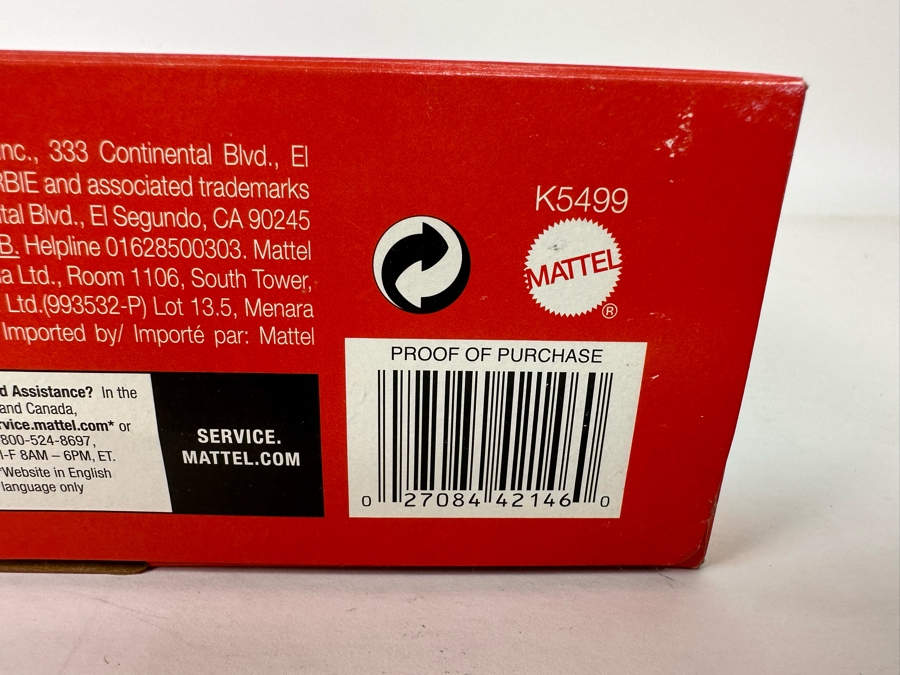 nc., 333 Continental Blvd., El
RBIE and associated trademarks
tal Blvd., El Segundo, CA 90245
B. Helpline 01628500303. Mattel
a Ltd., Room 1106, South Tower,
Ltd.(993532-P) Lot 13.5, Menara
Imported by/ Importé par: Mattel
d Assistance? In the
and Canada,
rvice.mattel.com* or
800-524-8697,
-F 8AM – 6PM, ET.
*Website in English
language only
SERVICE.
MATTEL.COM
K5499
MATTEL
®
PROOF OF PURCHASE
0 27084 42146 0